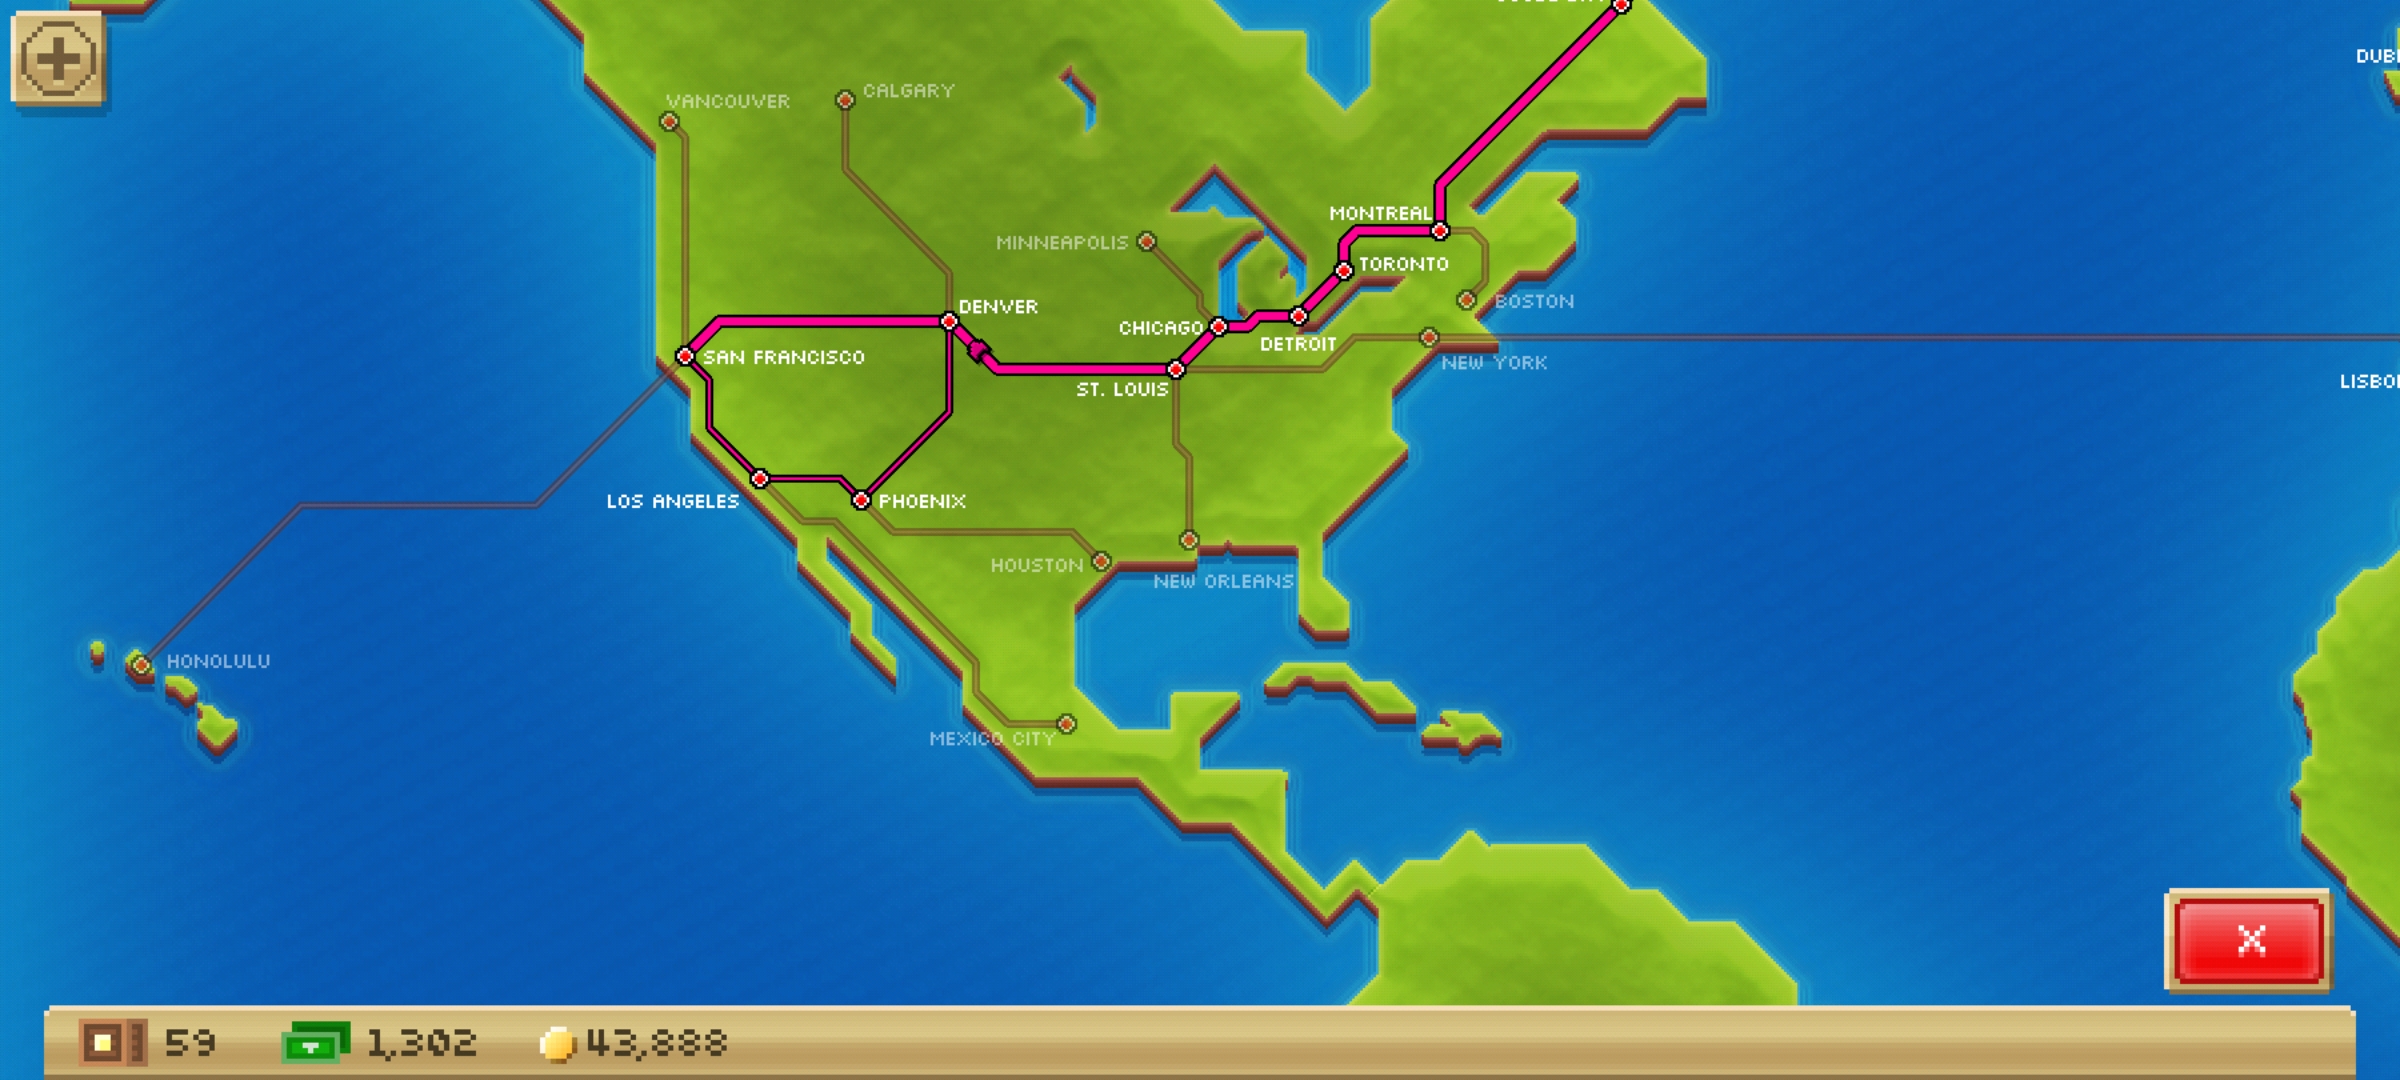 DUB
CALGARY
VANCOUVER
MONTREAL
MINNEAPOLIS
TORONTO
BOSTON
DENVER
CHICAGO
DETROIT
SAN FRANCISCO
NEW YORK
LISBO
ST. LOUIS
LOS ANGELES
PHOENIX
HOUSTON
NEW ORLEANS
HONOLULU
MEXICO CITY
X
59 1,302 43,888